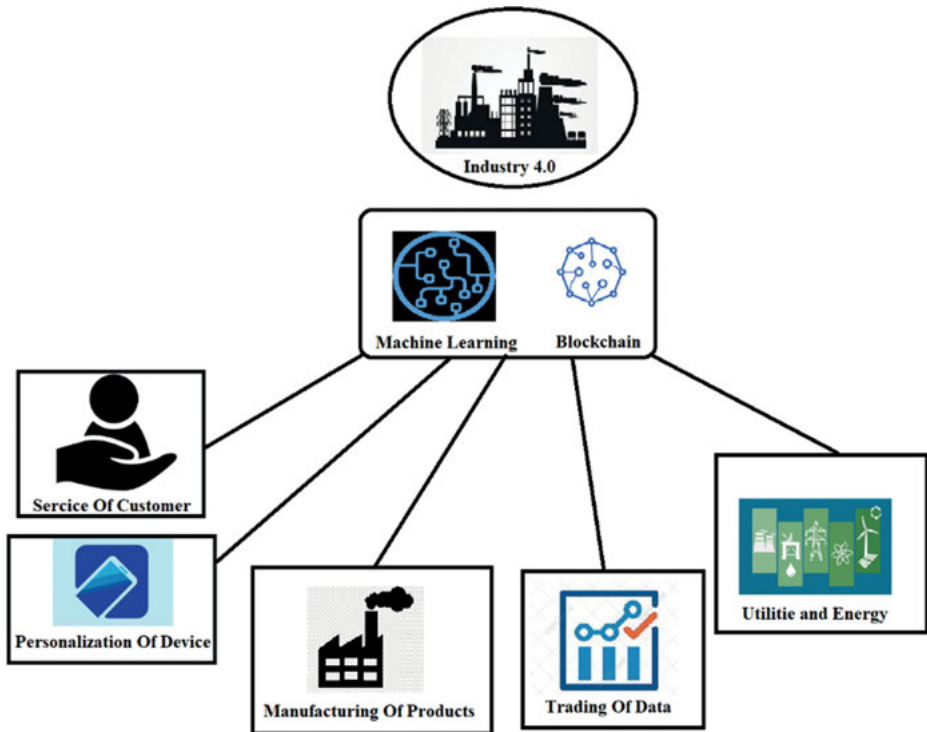 Industry 4.0
Machine Learning
Blockchain
Sercice Of Customer
Personalization Of Device
Manufacturing Of Products
Trading Of Data
Utilitie and Energy